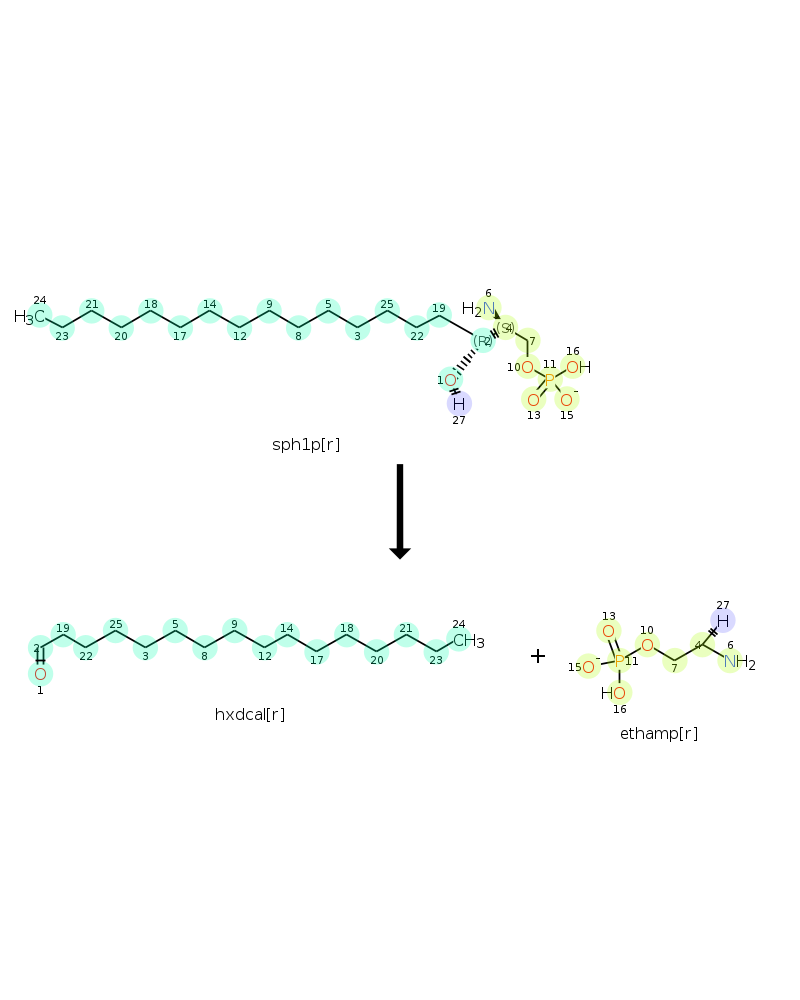 24 21 18 14 9 5 25 19 6
H3C H2N (S) 4
23 20 17 12 8 3 22 (R) 2 7
10 O 11 P 16 OH
1 O 13 O O- 15
H
27
sph1p[r]
2 19 25 5 9 14 18 21 24 CH3
22 3 8 12 17 20 23
O
1
hxdcal[r]
+
27
H
13 O 10 O 4 6 NH2
15 O- P 11 7
HO
16
ethamp[r]